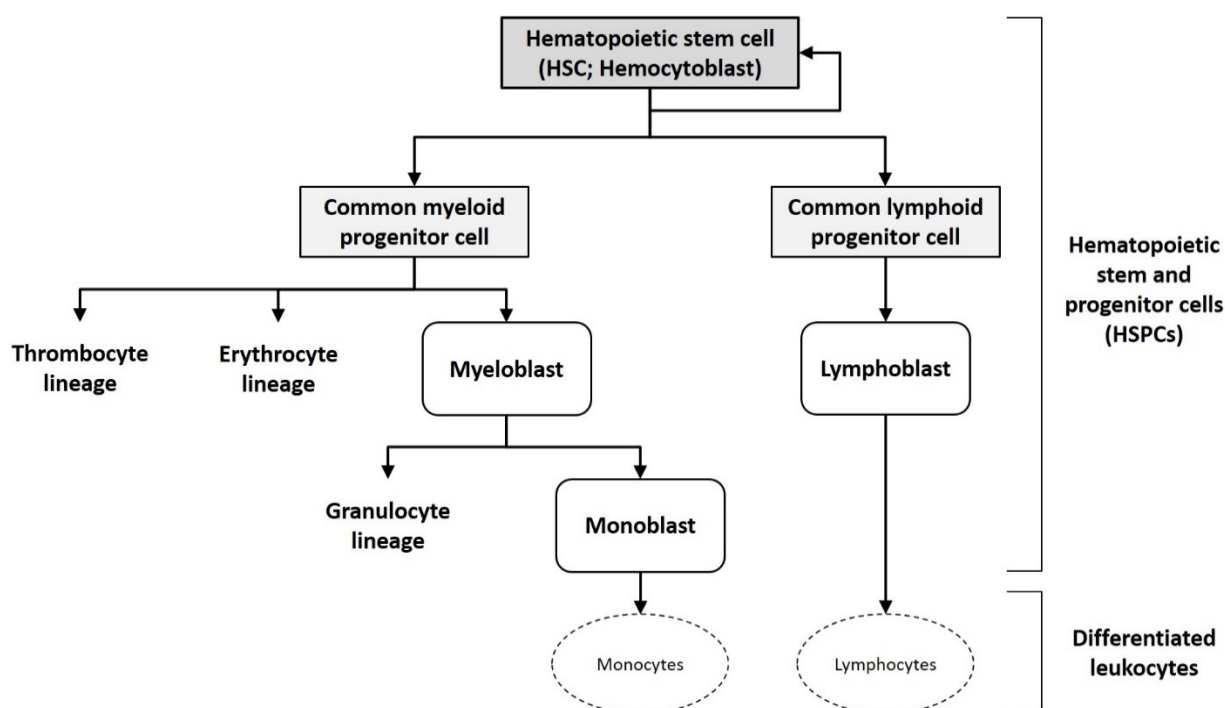 Hematopoietic stem cell
(HSC; Hemocytoblast)
Common myeloid
progenitor cell
Common lymphoid
progenitor cell
Hematopoietic
stem and
progenitor cells
(HSPCs)
Thrombocyte
lineage
Erythrocyte
lineage
Myeloblast
Lymphoblast
Granulocyte
lineage
Monoblast
Monocytes
Lymphocytes
Differentiated
leukocytes